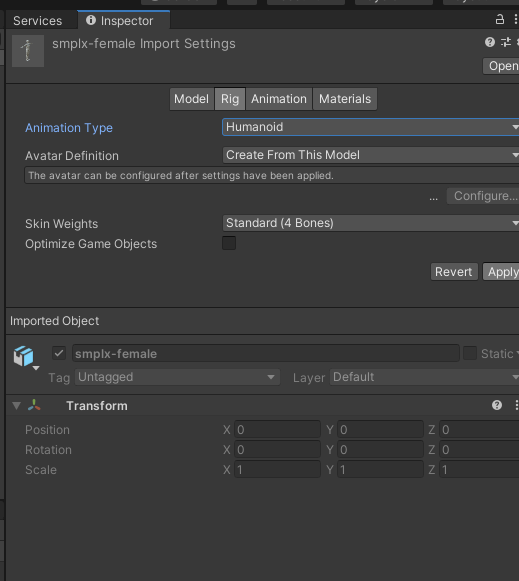 Services Inspector
smplx-female Import Settings
Open
Model Rig Animation Materials
Animation Type Humanoid
Avatar Definition Create From This Model
The avatar can be configured after settings have been applied.
... Configure...
Skin Weights Standard (4 Bones)
Optimize Game Objects
Revert Apply
Imported Object
smplx-female Static
Tag Untagged Layer Default
Transform
Position X 0 Y 0 Z 0
Rotation X 0 Y 0 Z 0
Scale X 1 Y 1 Z 1